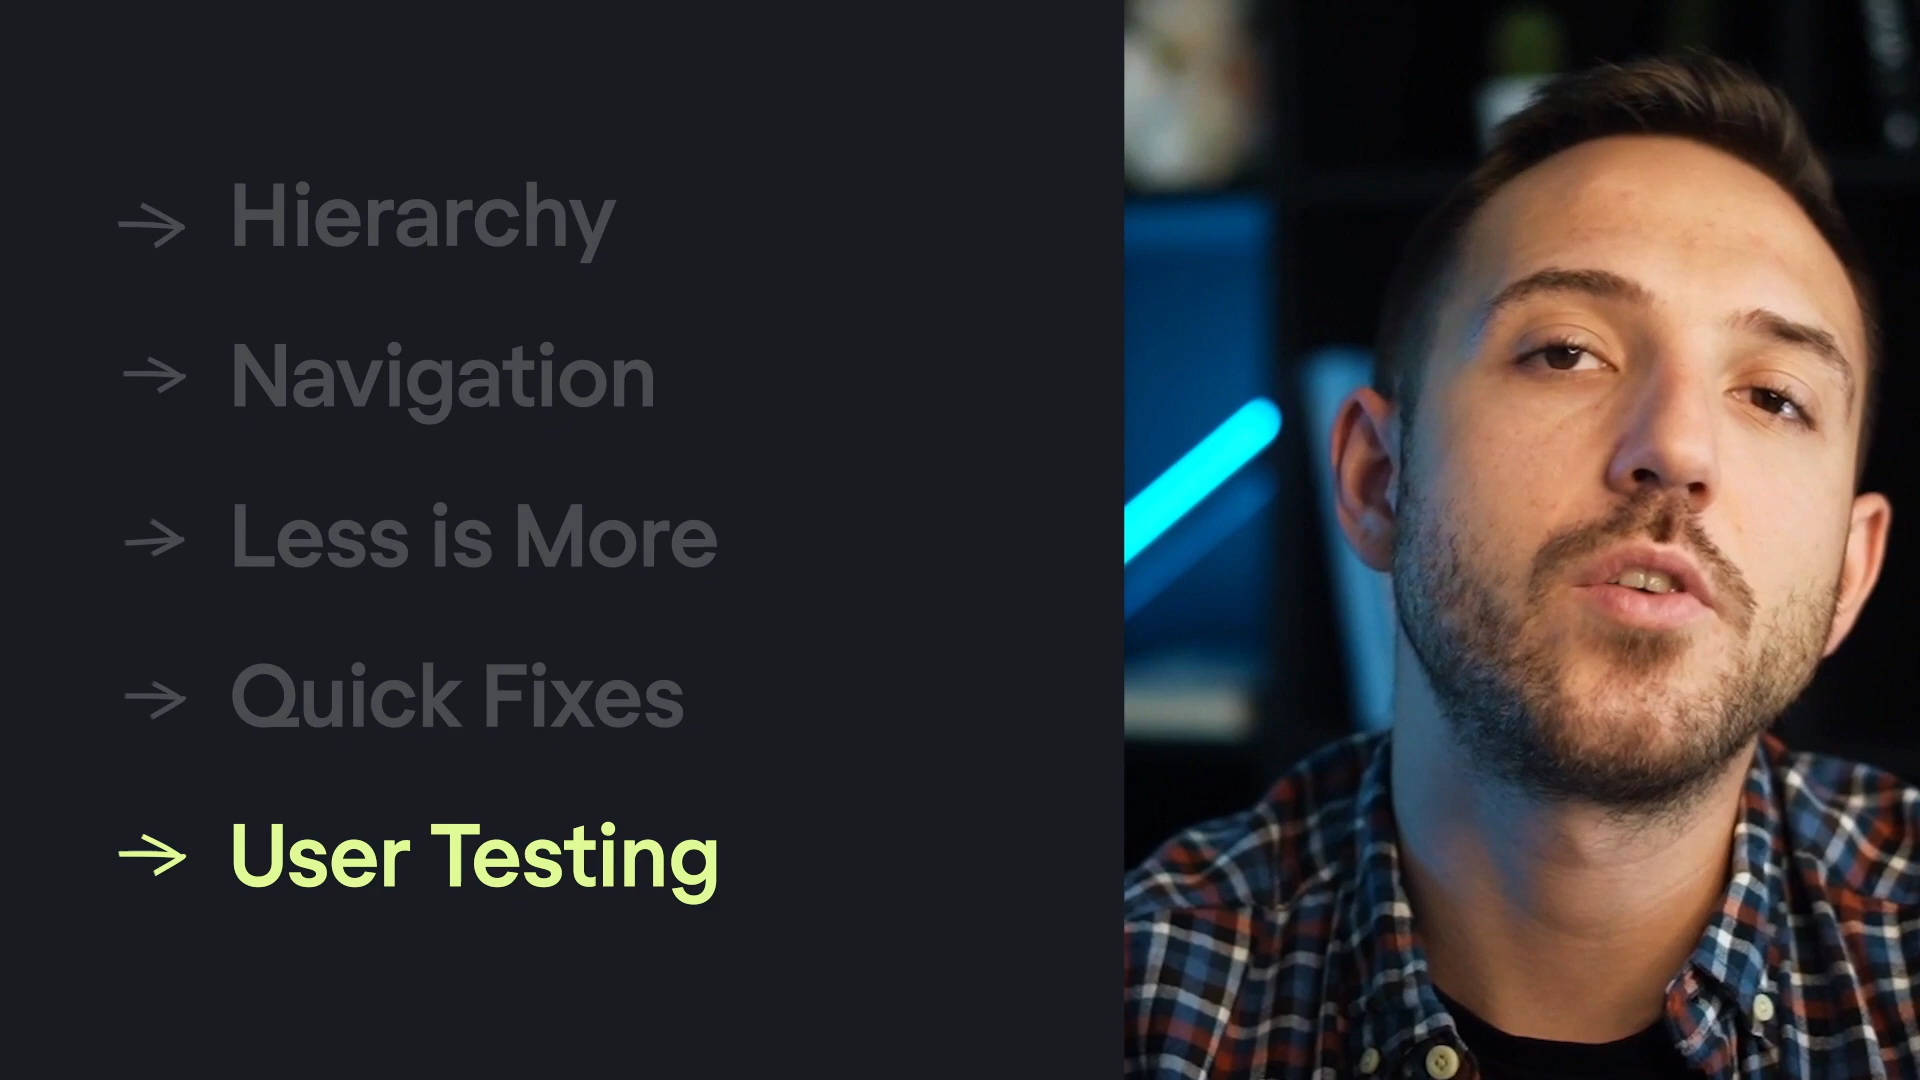 Hierarchy
Navigation
Less is More
Quick Fixes
User Testing